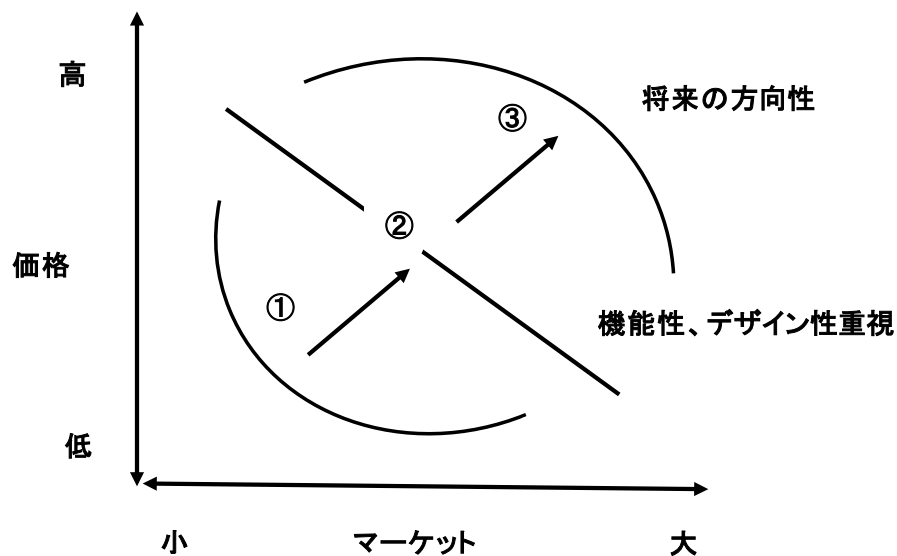 高
将来の方向性
③
②
価格
①
機能性、デザイン性重視
低
小
マーケット
大